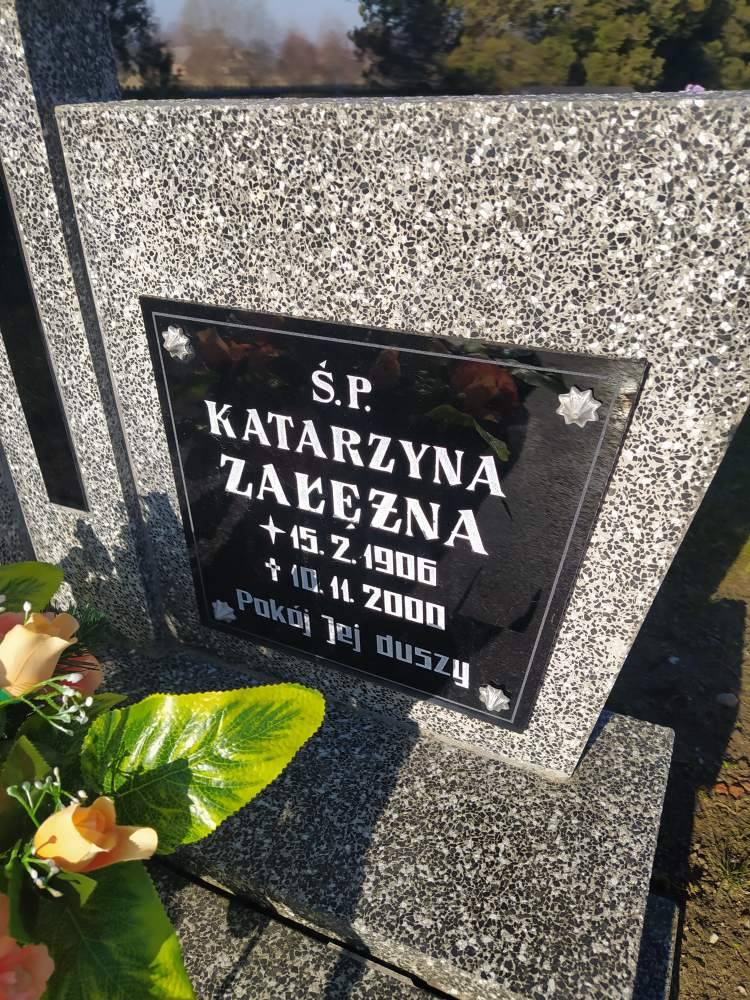 Ś.P.
KATARZYNA
ZAŁĘŻNA
15.2.1906
✝ 10.11.2000
Pokój Jej duszy